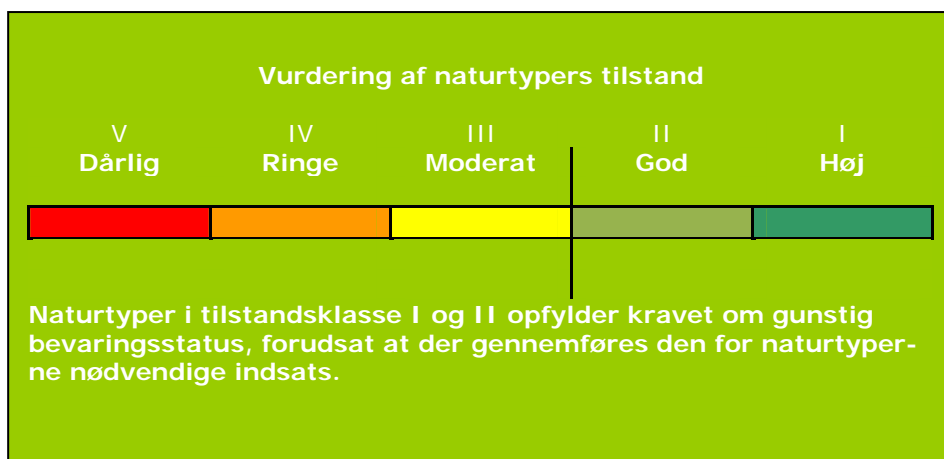 Vurdering af naturtypers tilstand
V IV III II I
Dårlig Ringe Moderat God Høj
Naturtyper i tilstandsklasse I og II opfylder kravet om gunstig
bevaringsstatus, forudsat at der gennemføres den for naturtyper-
ne nødvendige indsats.